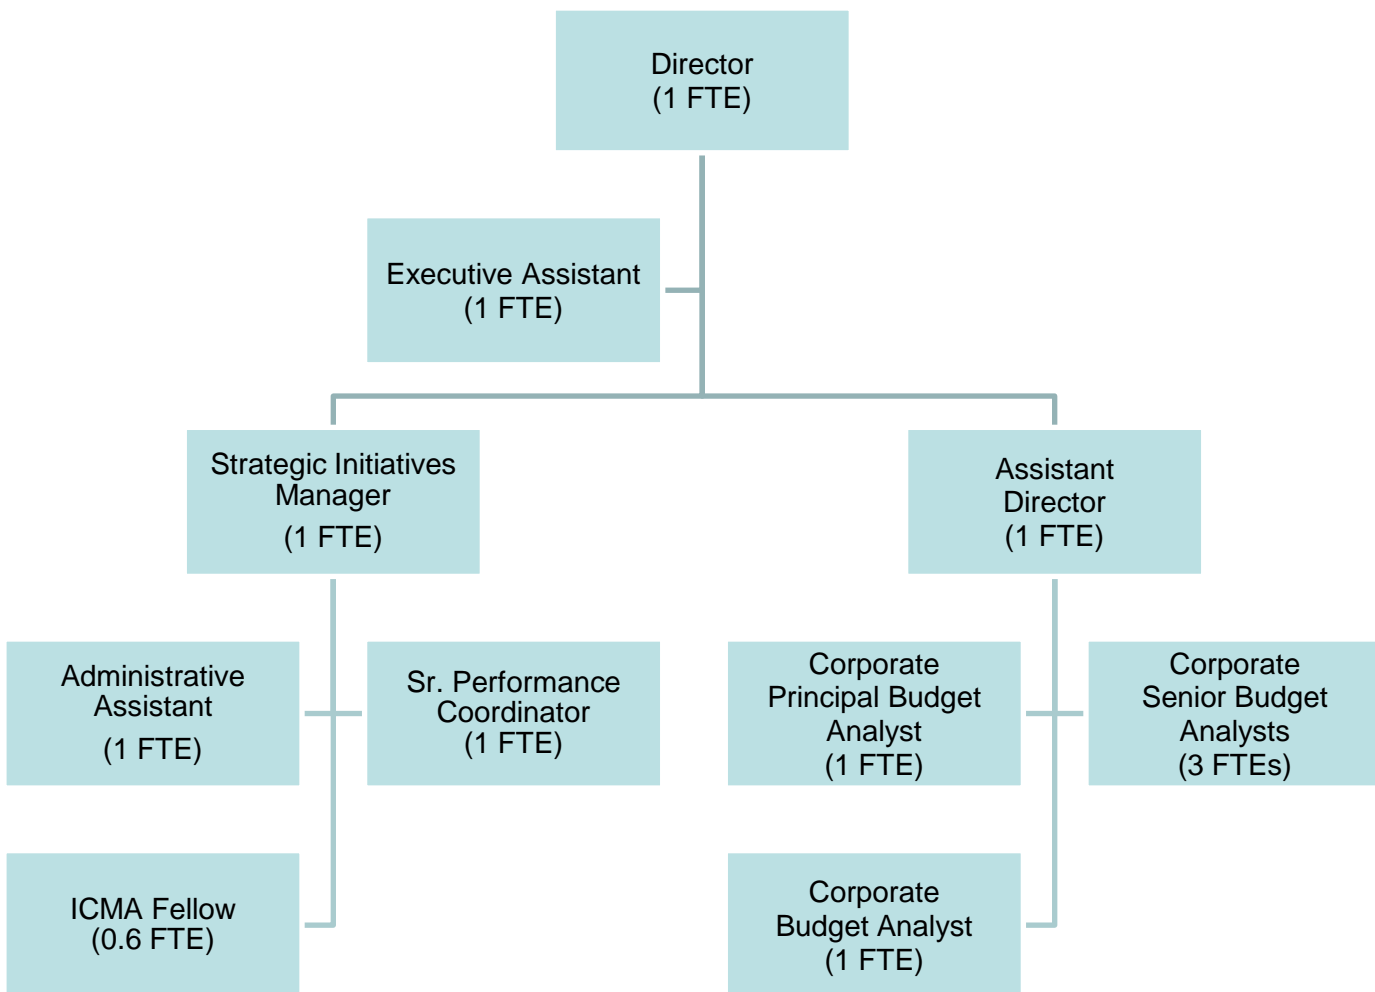 Director
(1 FTE)
Executive Assistant
(1 FTE)
Strategic Initiatives
Manager
(1 FTE)
Assistant
Director
(1 FTE)
Administrative
Assistant
(1 FTE)
Sr. Performance
Coordinator
(1 FTE)
Corporate
Principal Budget
Analyst
(1 FTE)
Corporate
Senior Budget
Analysts
(3 FTEs)
ICMA Fellow
(0.6 FTE)
Corporate
Budget Analyst
(1 FTE)